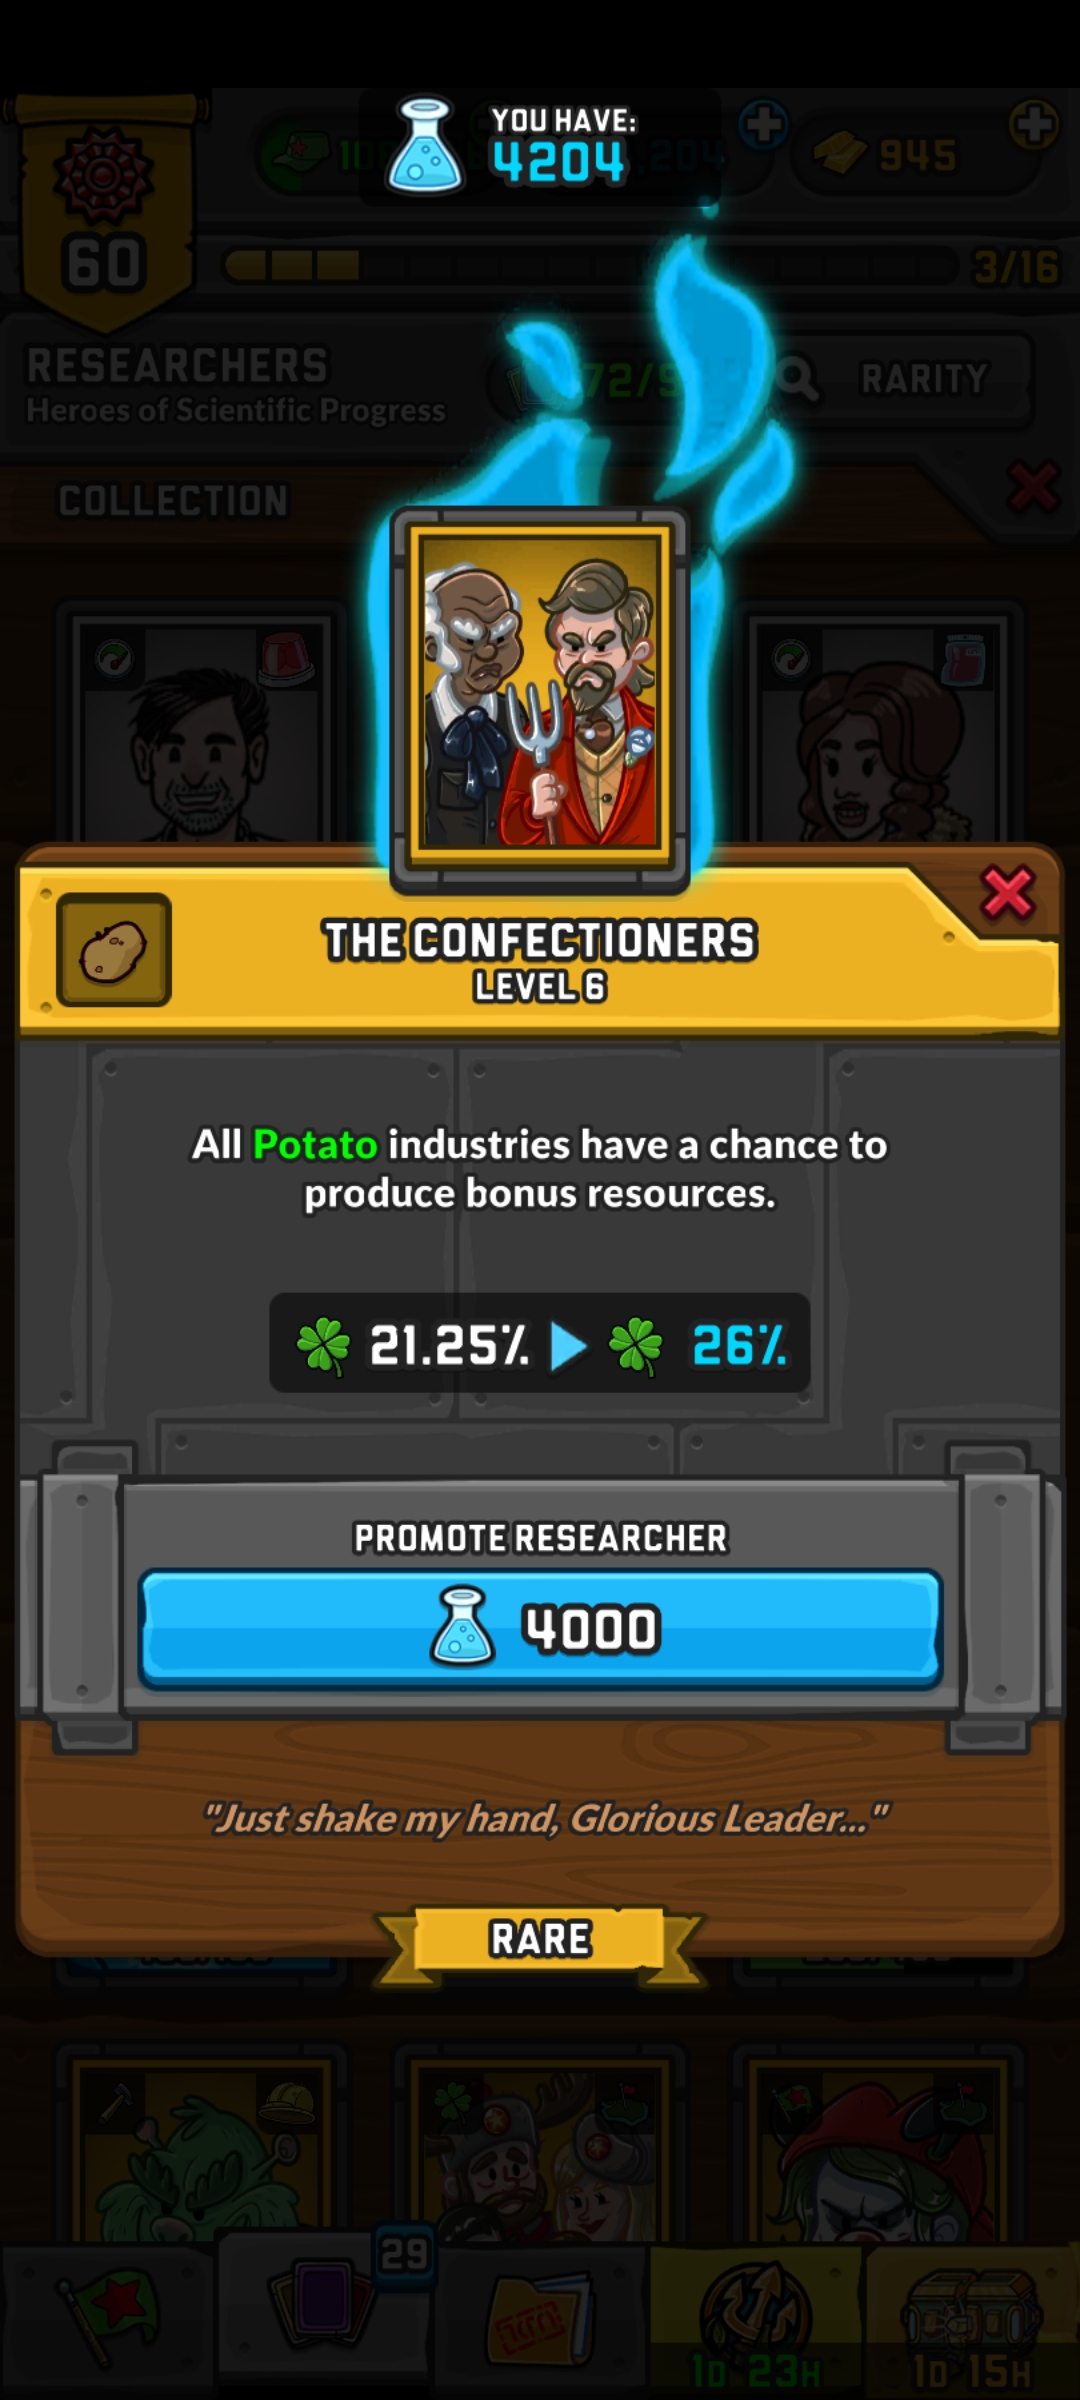 YOU HAVE:
4204
945
60
3/16
RESEARCHERS
Heroes of Scientific Progress
RARITY
COLLECTION
THE CONFECTIONERS
LEVEL 6
All Potato industries have a chance to
produce bonus resources.
21.25% 26%
PROMOTE RESEARCHER
4000
"Just shake my hand, Glorious Leader..."
RARE
29
1D 23H
1D 15H